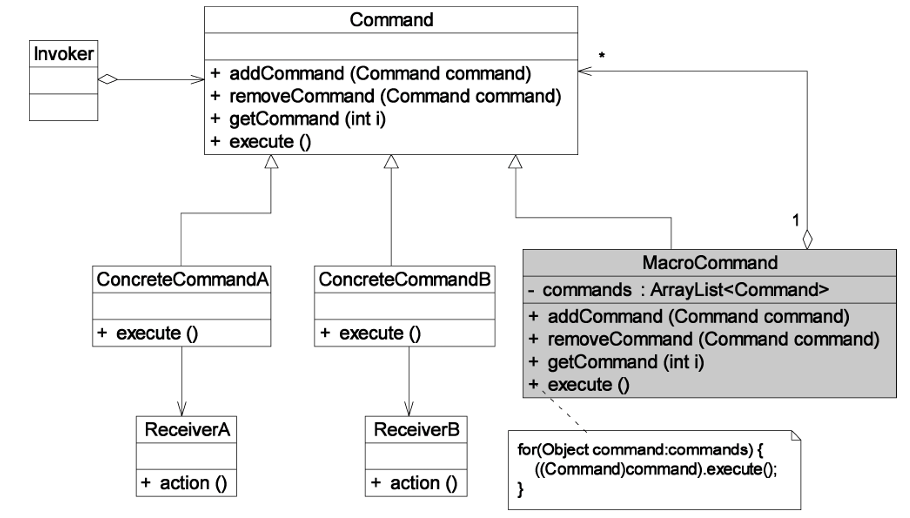 Command
Invoker
+ addCommand (Command command)
+ removeCommand (Command command)
+ getCommand (int i)
+ execute ()
*
1
ConcreteCommandA
+ execute ()
ConcreteCommandB
+ execute ()
MacroCommand
- commands : ArrayList<Command>
+ addCommand (Command command)
+ removeCommand (Command command)
+ getCommand (int i)
+ execute ()
ReceiverA
+ action ()
ReceiverB
+ action ()
for(Object command:commands) {
((Command)command).execute();
}